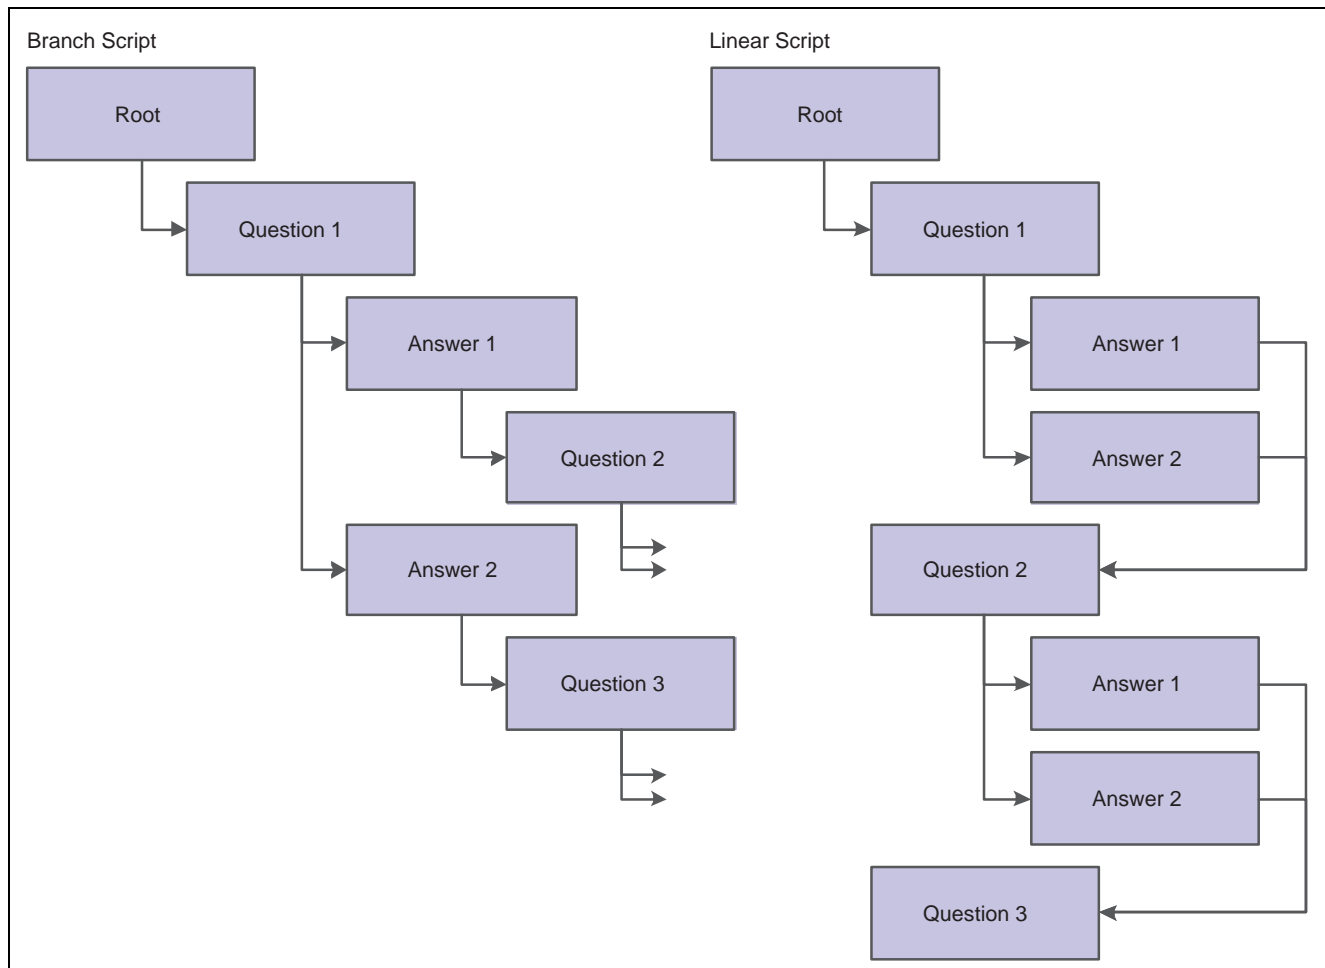 Branch Script
Root
Question 1
Answer 1
Question 2
Answer 2
Question 3
Linear Script
Root
Question 1
Answer 1
Answer 2
Question 2
Answer 1
Answer 2
Question 3